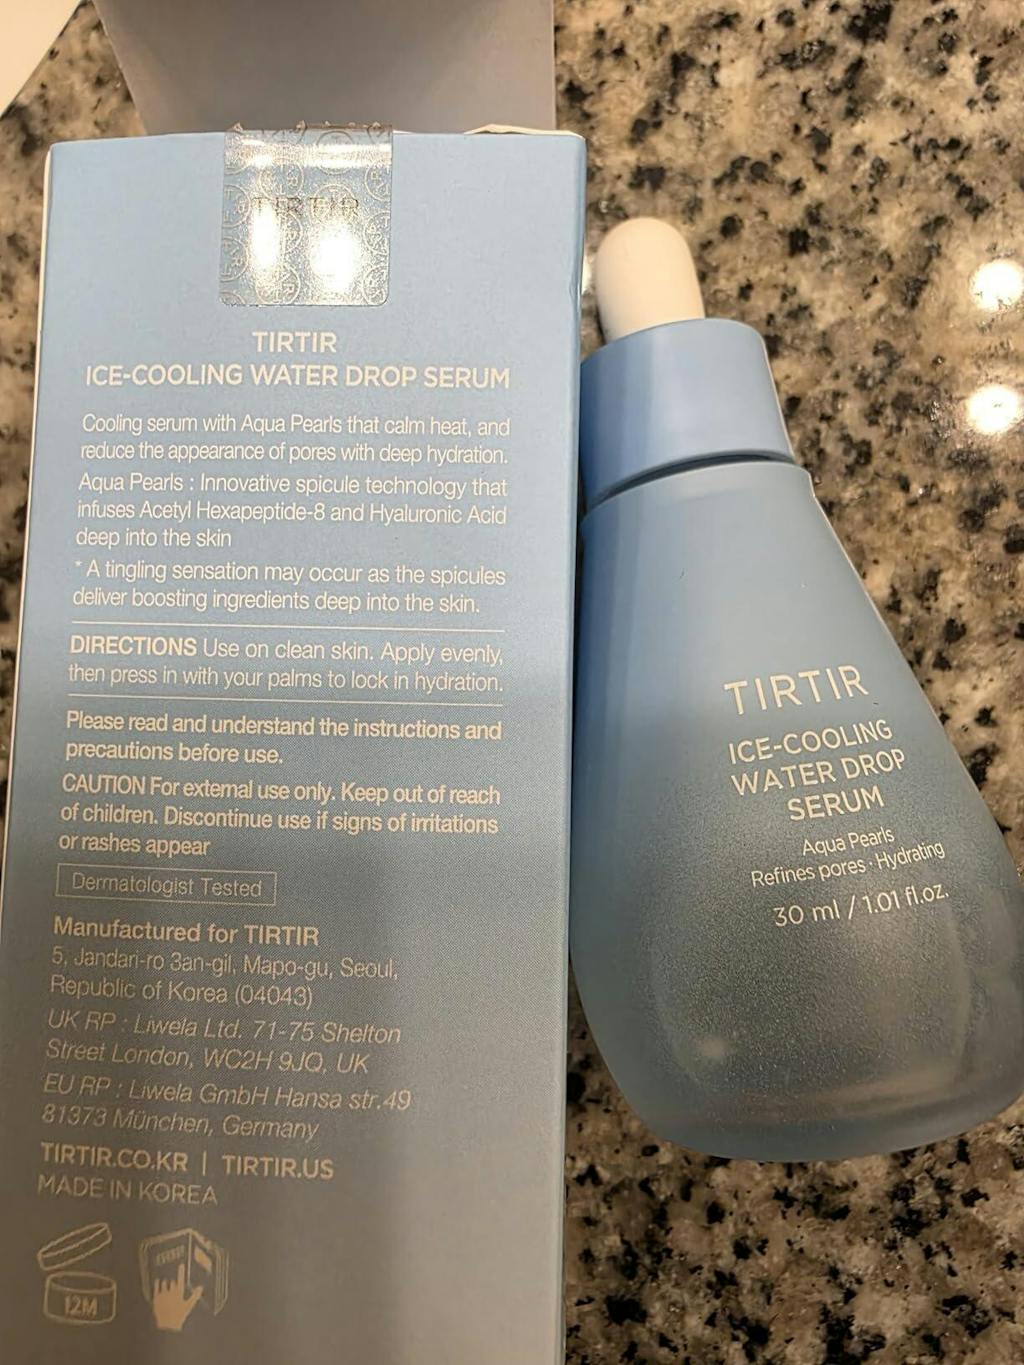 TIRTIR
TIRTIR
ICE-COOLING WATER DROP SERUM
Cooling serum with Aqua Pearls that calm heat, and
reduce the appearance of pores with deep hydration.
Aqua Pearls : Innovative spicule technology that
infuses Acetyl Hexapeptide-8 and Hyaluronic Acid
deep into the skin
* A tingling sensation may occur as the spicules
deliver boosting ingredients deep into the skin.
DIRECTIONS Use on clean skin. Apply evenly,
then press in with your palms to lock in hydration.
Please read and understand the instructions and
precautions before use.
CAUTION For external use only. Keep out of reach
of children. Discontinue use if signs of irritations
or rashes appear
Dermatologist Tested
Manufactured for TIRTIR
5, Jandari-ro 3an-gil, Mapo-gu, Seoul,
Republic of Korea (04043)
UK RP : Liwela Ltd. 71-75 Shelton
Street London, WC2H 9JQ, UK
EU RP : Liwela GmbH Hansa str.49
81373 München, Germany
TIRTIR.CO.KR | TIRTIR.US
MADE IN KOREA
12M
TIRTIR
ICE-COOLING
WATER DROP
SERUM
Aqua Pearls
Refines pores · Hydrating
30 ml / 1.01 fl.oz.